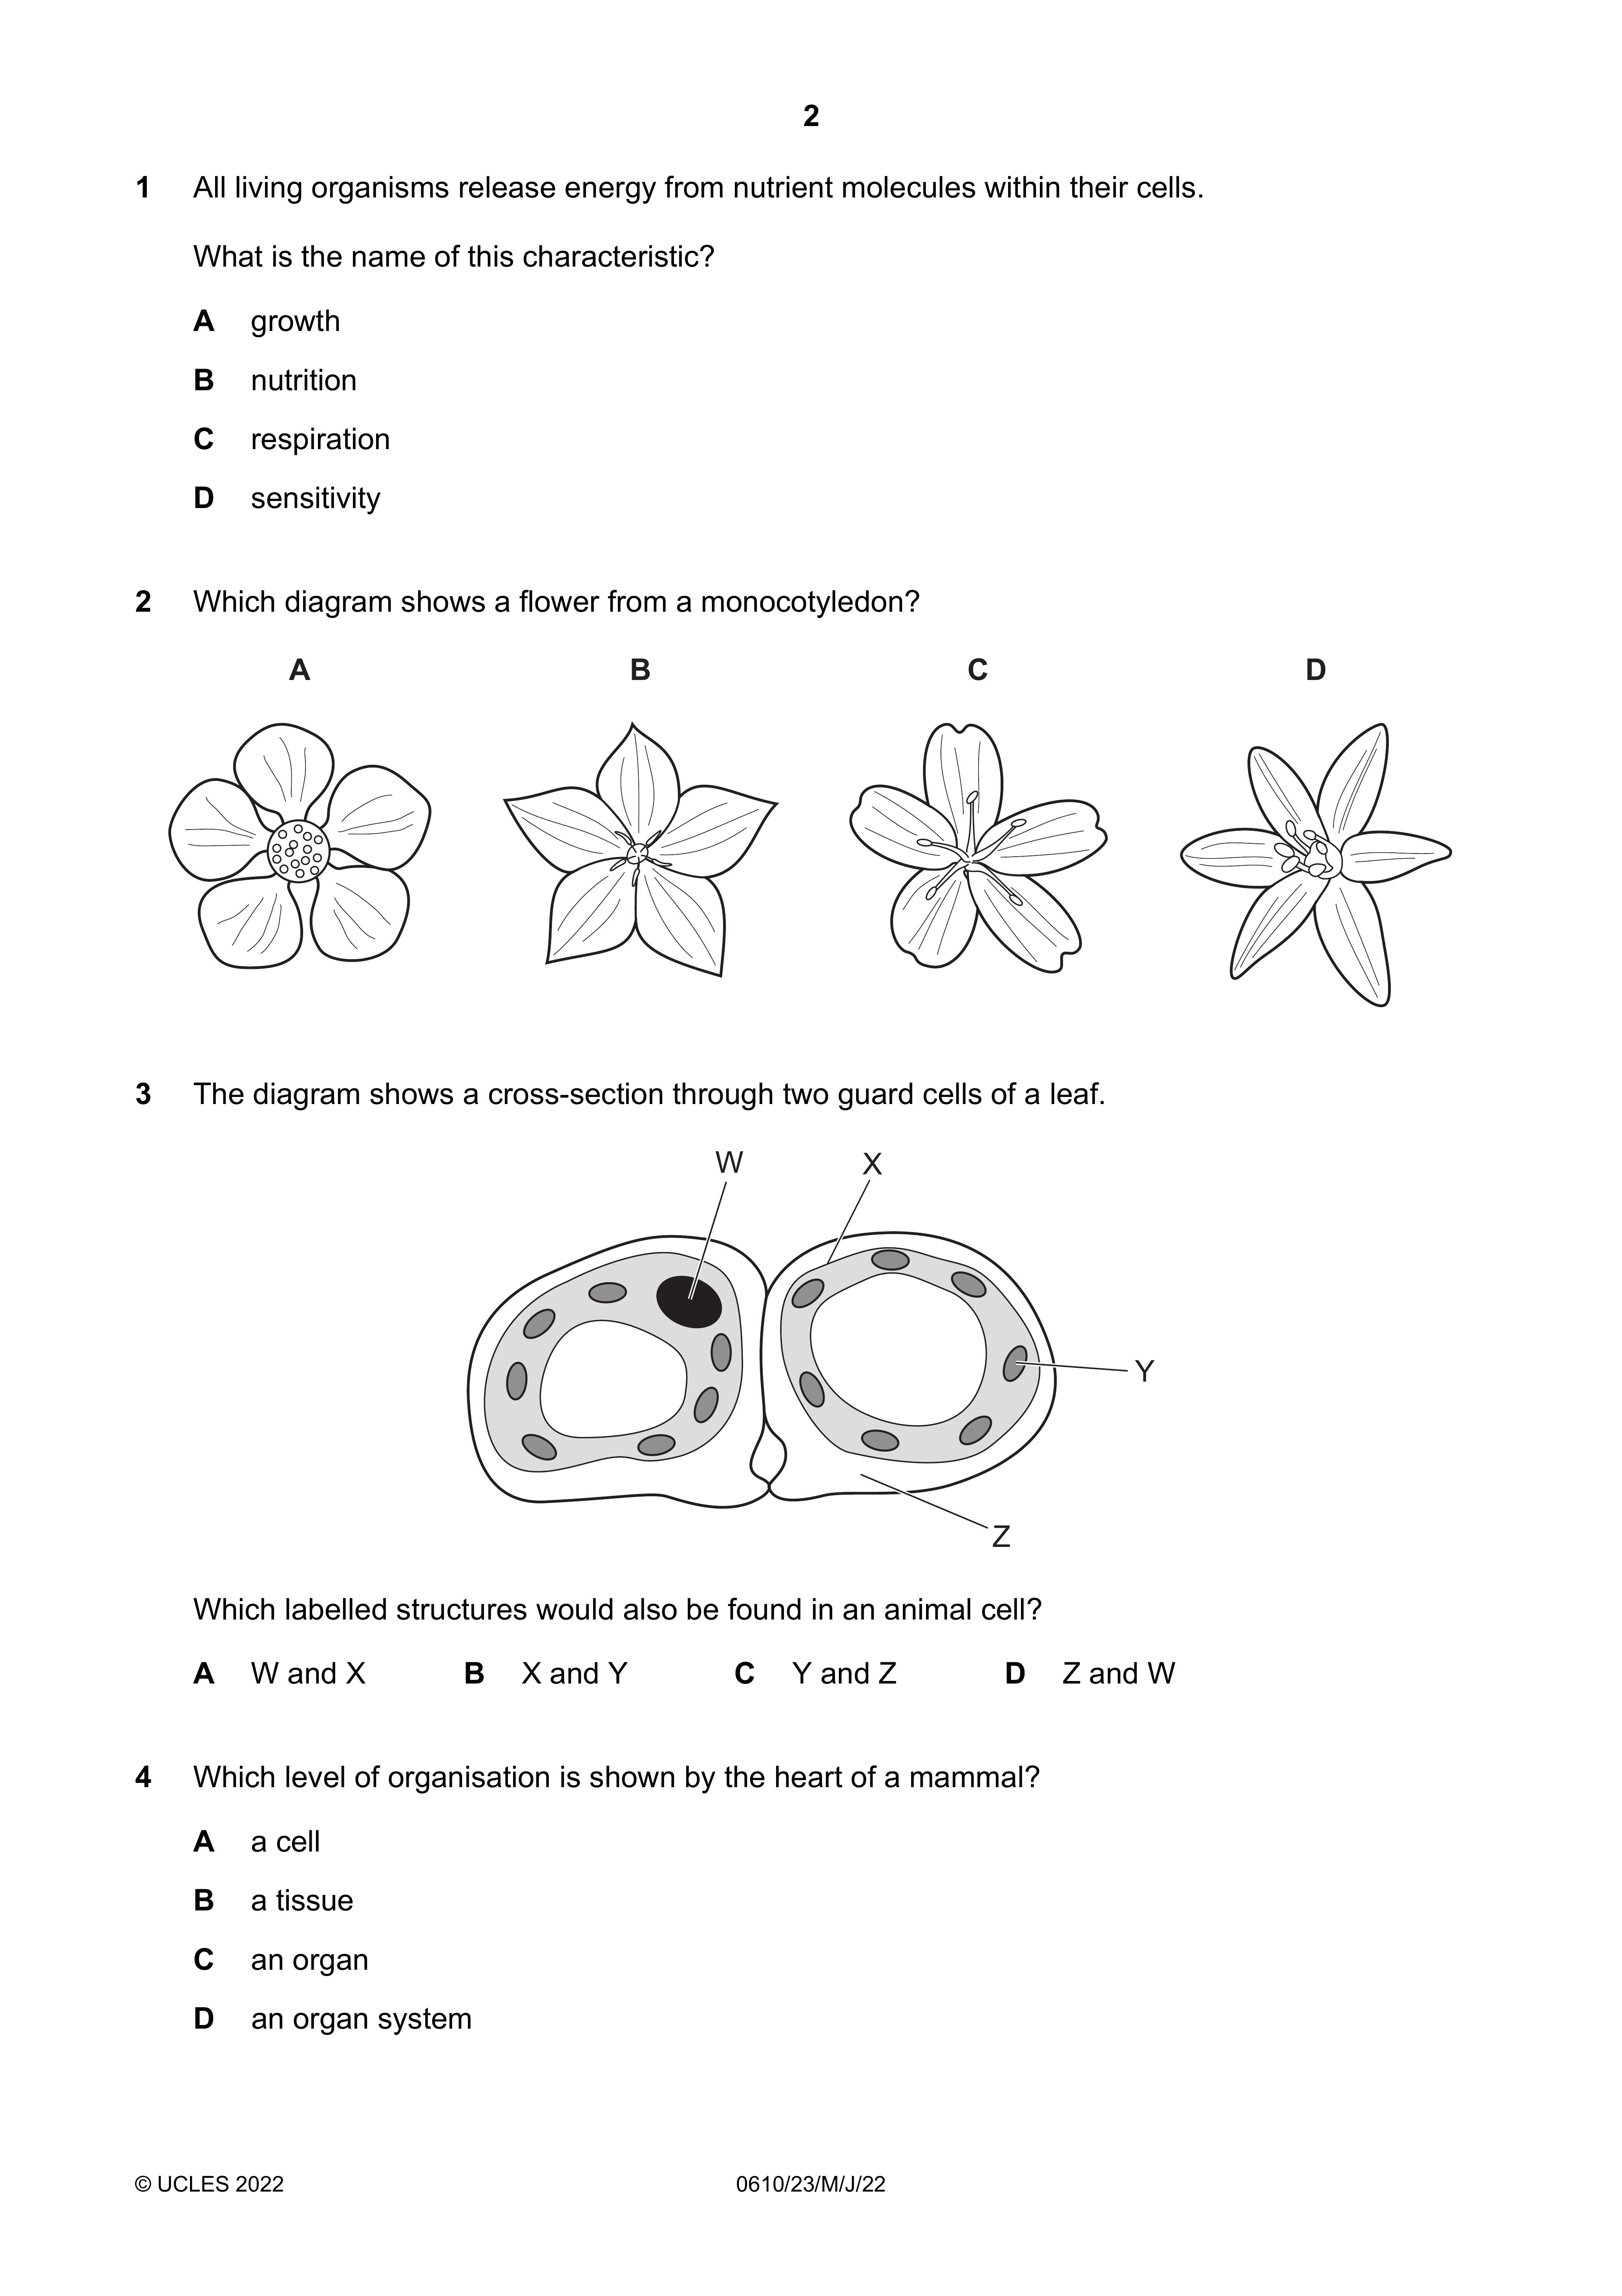 2
1 All living organisms release energy from nutrient molecules within their cells.
What is the name of this characteristic?
A growth
B nutrition
C respiration
D sensitivity
2 Which diagram shows a flower from a monocotyledon?
A B C D
3 The diagram shows a cross-section through two guard cells of a leaf.
W X
Y
Z
Which labelled structures would also be found in an animal cell?
A W and X B X and Y C Y and Z D Z and W
4 Which level of organisation is shown by the heart of a mammal?
A a cell
B a tissue
C an organ
D an organ system
© UCLES 2022 0610/23/M/J/22